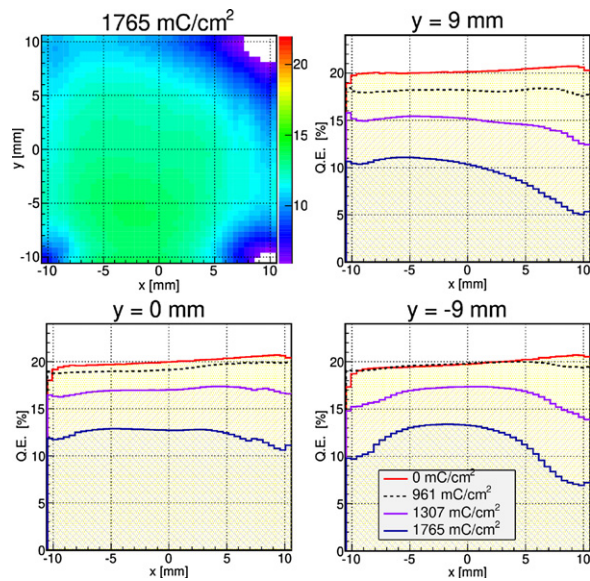 1765 mC/cm²
y [mm]
10
5
0
-5
-10
-10 -5 0 5 10
x [mm]
20
15
10
y = 9 mm
Q.E. [%]
20
15
10
5
0
-10 -5 0 5 10
x [mm]
y = 0 mm
Q.E. [%]
20
15
10
5
0
-10 -5 0 5 10
x [mm]
y = -9 mm
Q.E. [%]
20
15
10
5
0
0 mC/cm²
961 mC/cm²
1307 mC/cm²
1765 mC/cm²
-10 -5 0 5 10
x [mm]